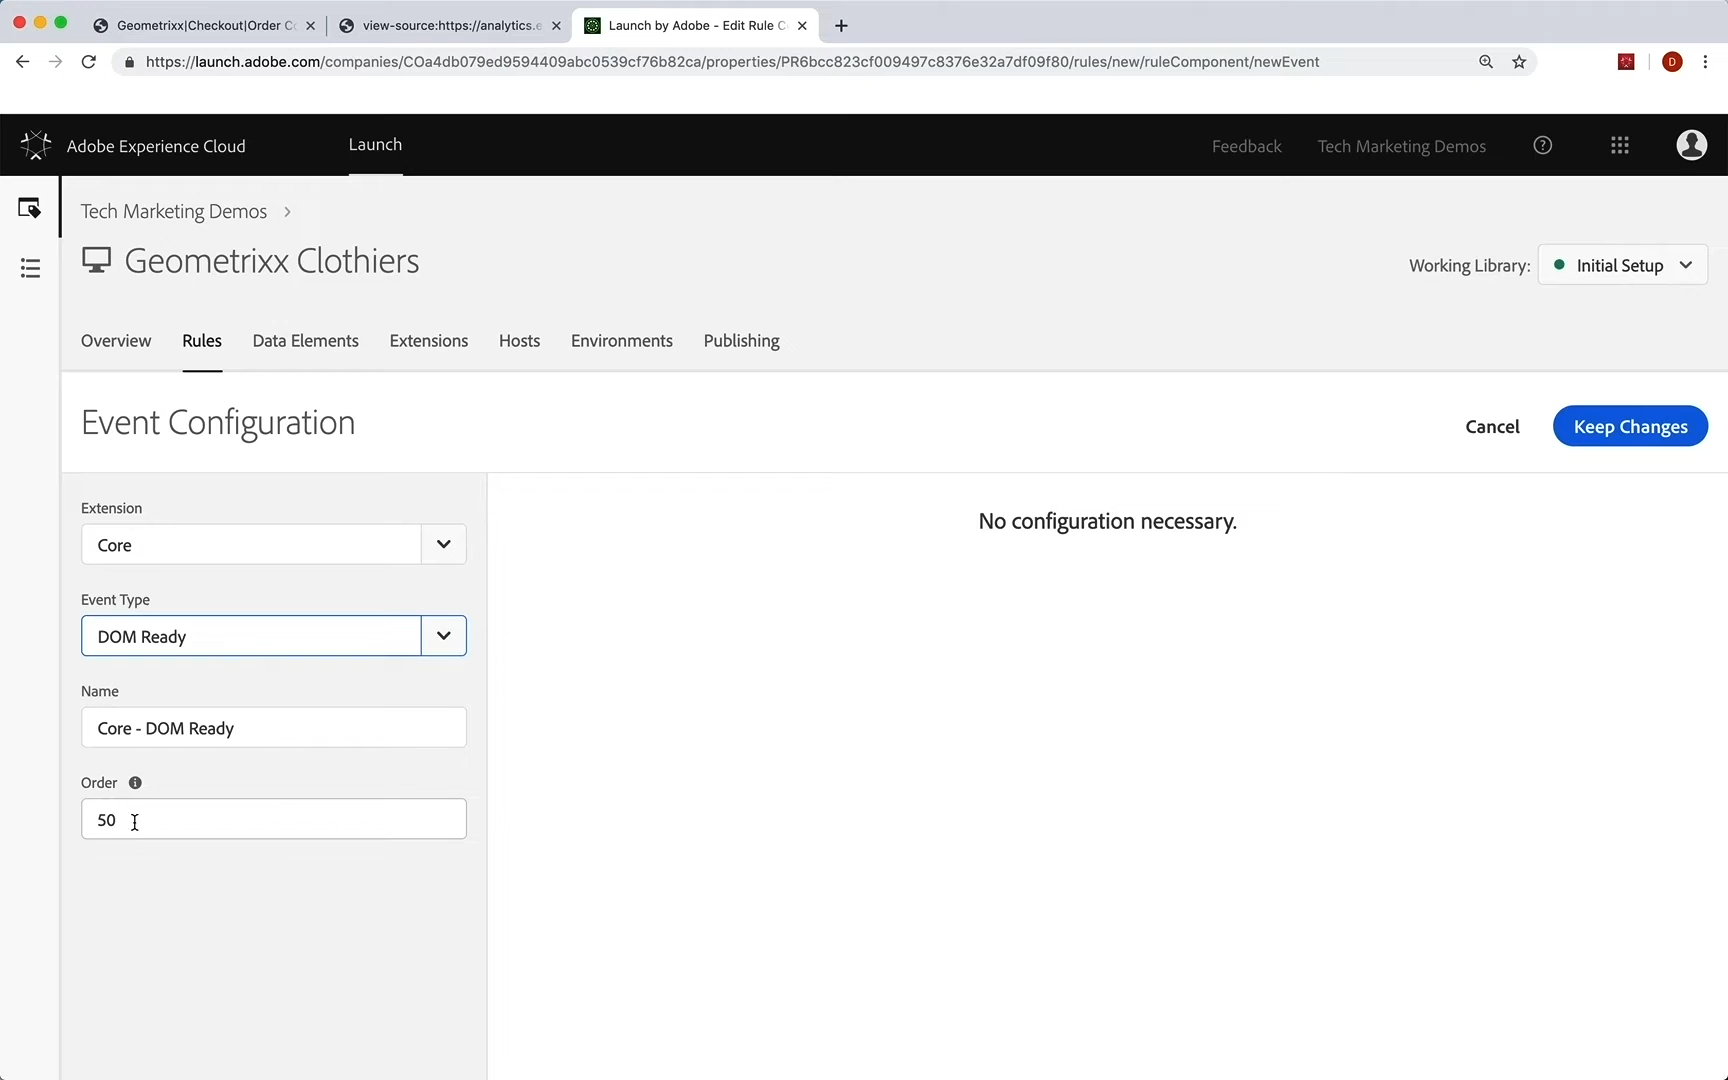 Geometrixx|Checkout|Order C
view-source:https://analytics.e
Launch by Adobe - Edit Rule C
https://launch.adobe.com/companies/COa4db079ed9594409abc0539cf76b82ca/properties/PR6bcc823cf009497c8376e32a7df09f80/rules/new/ruleComponent/newEvent
D
Adobe Experience Cloud
Launch
Feedback
Tech Marketing Demos
Tech Marketing Demos
Geometrixx Clothiers
Working Library:
Initial Setup
Overview
Rules
Data Elements
Extensions
Hosts
Environments
Publishing
Event Configuration
Cancel
Keep Changes
Extension
Core
No configuration necessary.
Event Type
DOM Ready
Name
Core - DOM Ready
Order
50